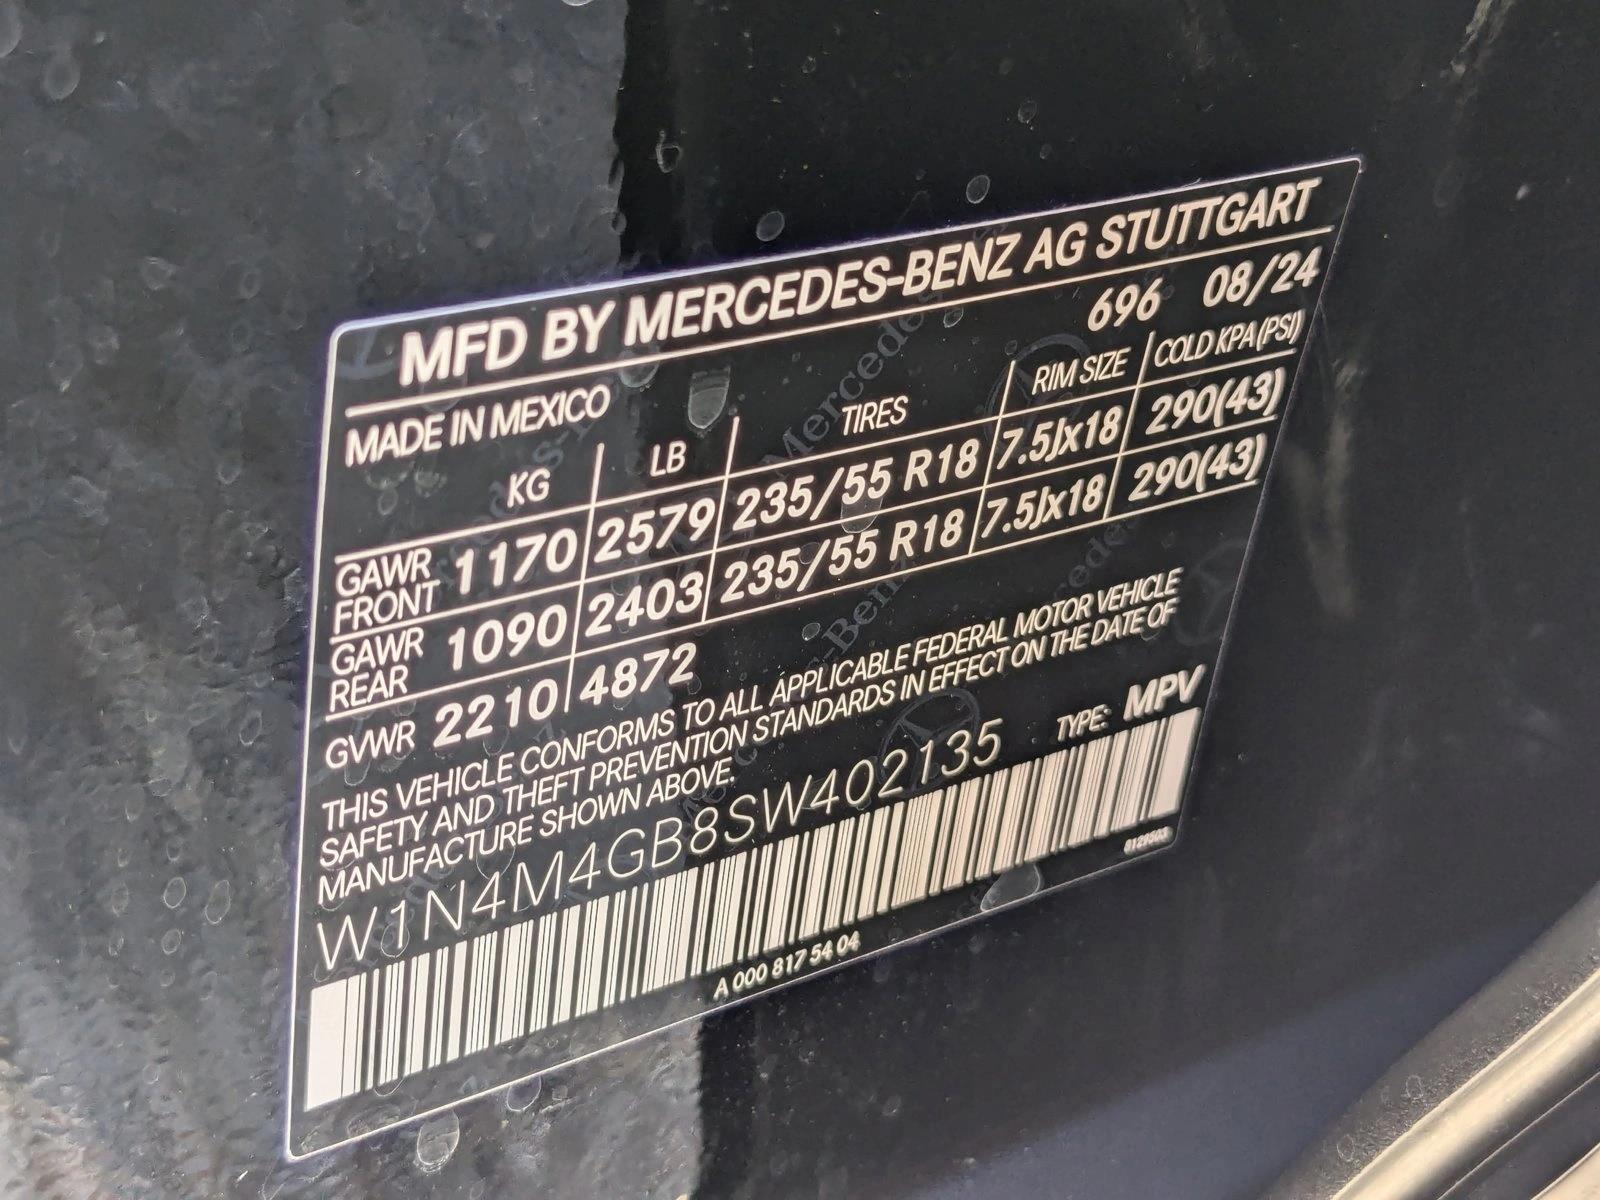 MFD BY MERCEDES-BENZ AG STUTTGART
MADE IN MEXICO 696 08/24
KG LB TIRES RIM SIZE COLD KPA(PSI)
GAWR FRONT 1170 2579 235/55 R18 7.5Jx18 290(43)
GAWR REAR 1090 2403 235/55 R18 7.5Jx18 290(43)
GVWR 2210 4872
THIS VEHICLE CONFORMS TO ALL APPLICABLE FEDERAL MOTOR VEHICLE
SAFETY AND THEFT PREVENTION STANDARDS IN EFFECT ON THE DATE OF
MANUFACTURE SHOWN ABOVE.
W1N4M4GB8SW402135 TYPE: MPV
A 000 817 54 04